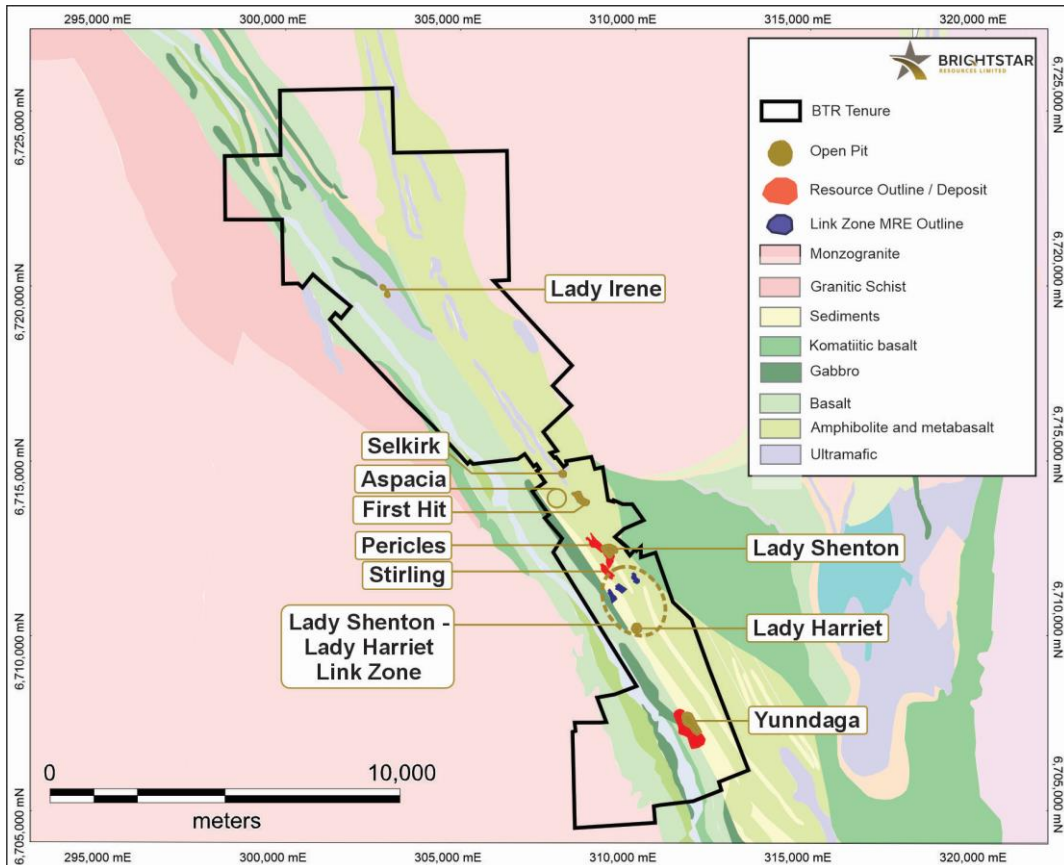 295,000 mE
300,000 mE
305,000 mE
310,000 mE
315,000 mE
320,000 mE
6,725,000 mN
6,720,000 mN
6,715,000 mN
6,710,000 mN
6,705,000 mN
BRIGHTSTAR
RESOURCES LIMITED
BTR Tenure
Open Pit
Resource Outline / Deposit
Link Zone MRE Outline
Monzogranite
Granitic Schist
Sediments
Komatiitic basalt
Gabbro
Basalt
Amphibolite and metabasalt
Ultramafic
6,725,000 mN
6,720,000 mN
6,715,000 mN
6,710,000 mN
6,705,000 mN
Lady Irene
Selkirk
Aspacia
First Hit
Pericles
Stirling
Lady Shenton
Lady Shenton -
Lady Harriet
Link Zone
Lady Harriet
Yunndaga
0
10,000
meters
295,000 mE
300,000 mE
305,000 mE
310,000 mE
315,000 mE
320,000 mE